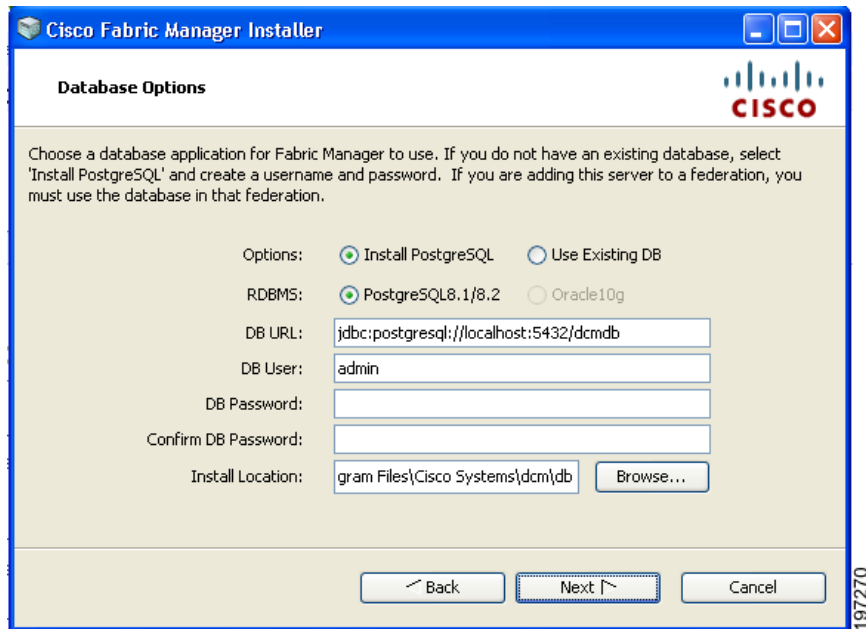 Cisco Fabric Manager Installer
Database Options
CISCO
Choose a database application for Fabric Manager to use. If you do not have an existing database, select
'Install PostgreSQL' and create a username and password. If you are adding this server to a federation, you
must use the database in that federation.
Options: Install PostgreSQL Use Existing DB
RDBMS: PostgreSQL8.1/8.2 Oracle10g
DB URL: jdbc:postgresql://localhost:5432/dcmdb
DB User: admin
DB Password:
Confirm DB Password:
Install Location: gram Files\Cisco Systems\dcm\db Browse...
Back Next Cancel
197270